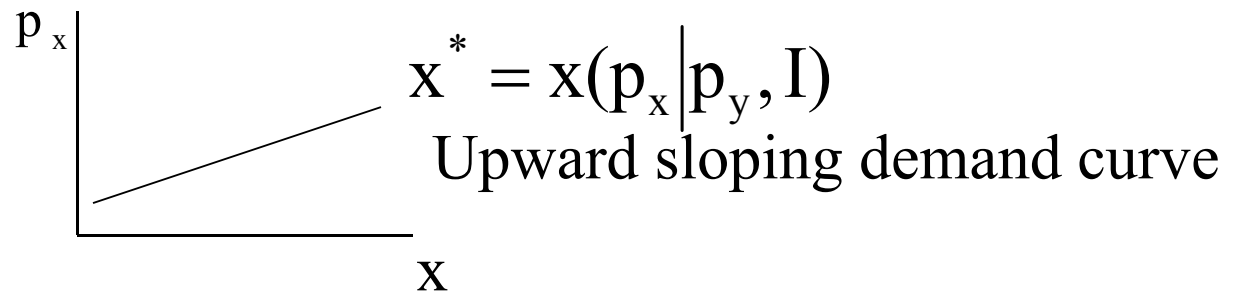 p x
x* = x(px|py, I)
Upward sloping demand curve
x